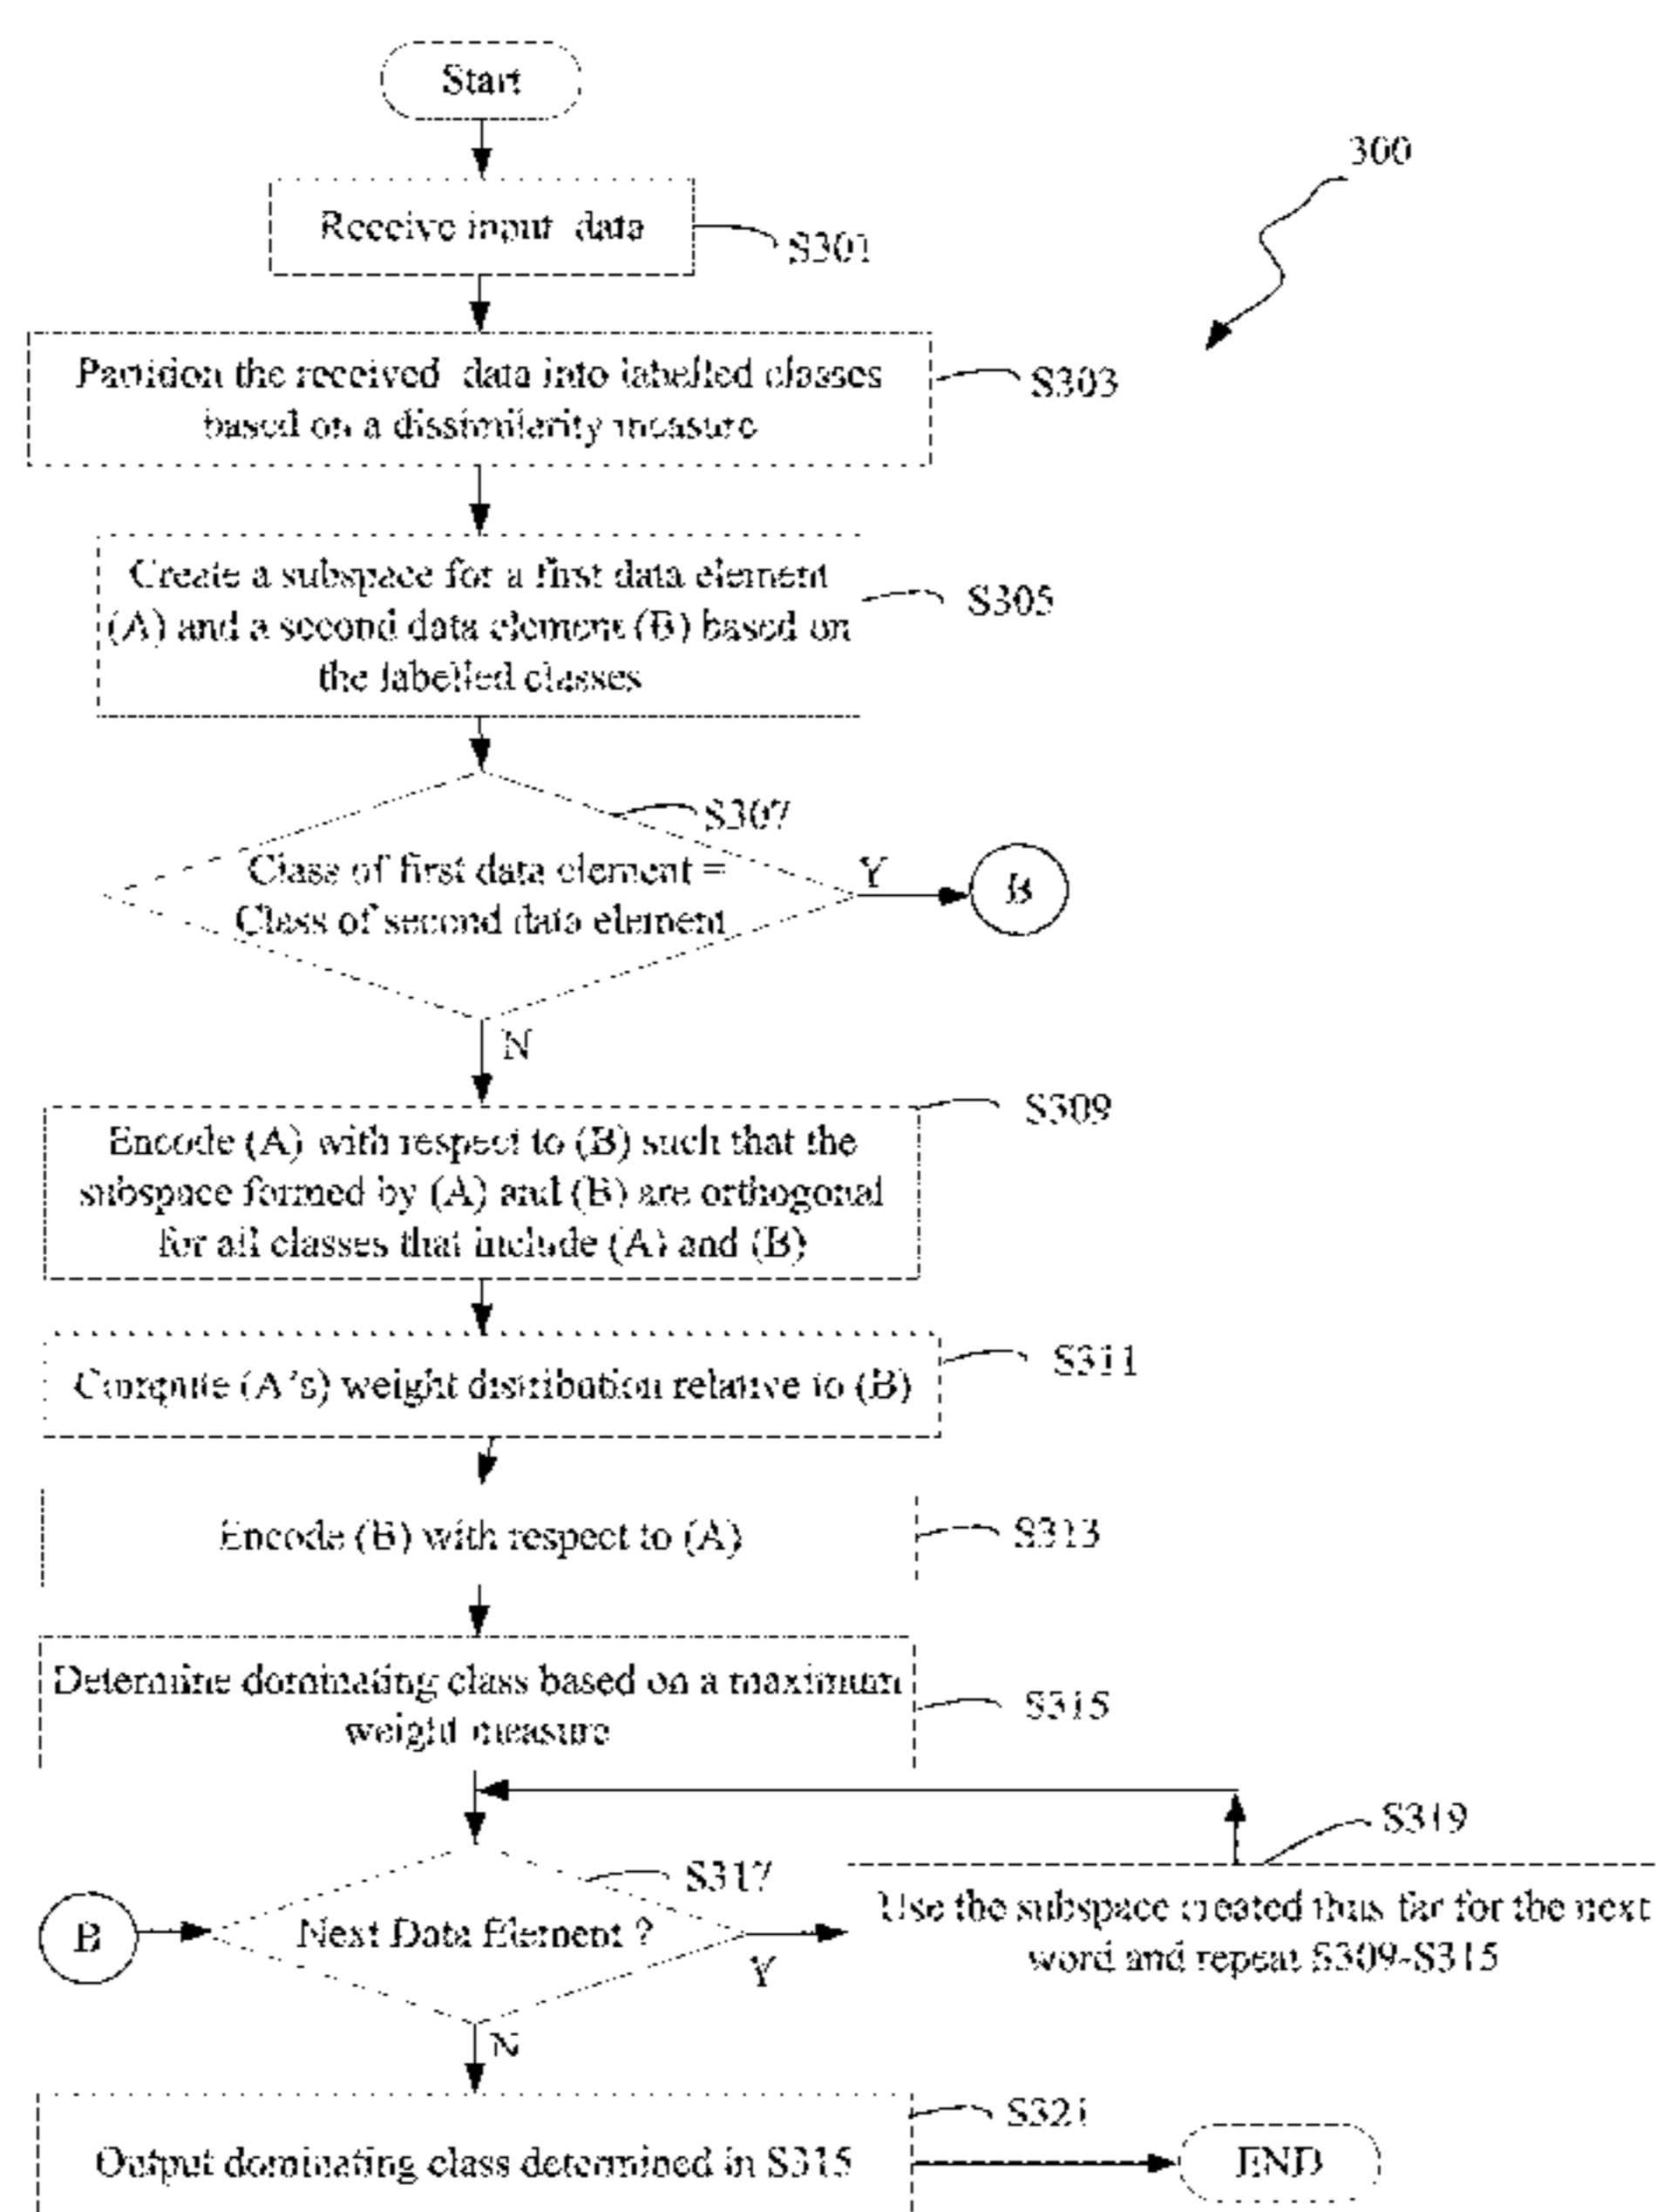 Start
300
Receive input data
S301
Partition the received data into labelled classes
based on a dissimilarity measure
S303
Create a subspace for a first data element
(A) and a second data element (B) based on
the labelled classes
S305
S307
Class of first data element =
Class of second data element
Y
B
N
S309
Encode (A) with respect to (B) such that the
subspace formed by (A) and (B) are orthogonal
for all classes that include (A) and (B)
S311
Compute (A's) weight distribution relative to (B)
Encode (B) with respect to (A)
S313
Determine dominating class based on a maximum
weight measure
S315
S319
S317
B
Next Data Element ?
Y
Use the subspace created thus far for the next
word and repeat S309-S315
N
S321
Output dominating class determined in S315
END